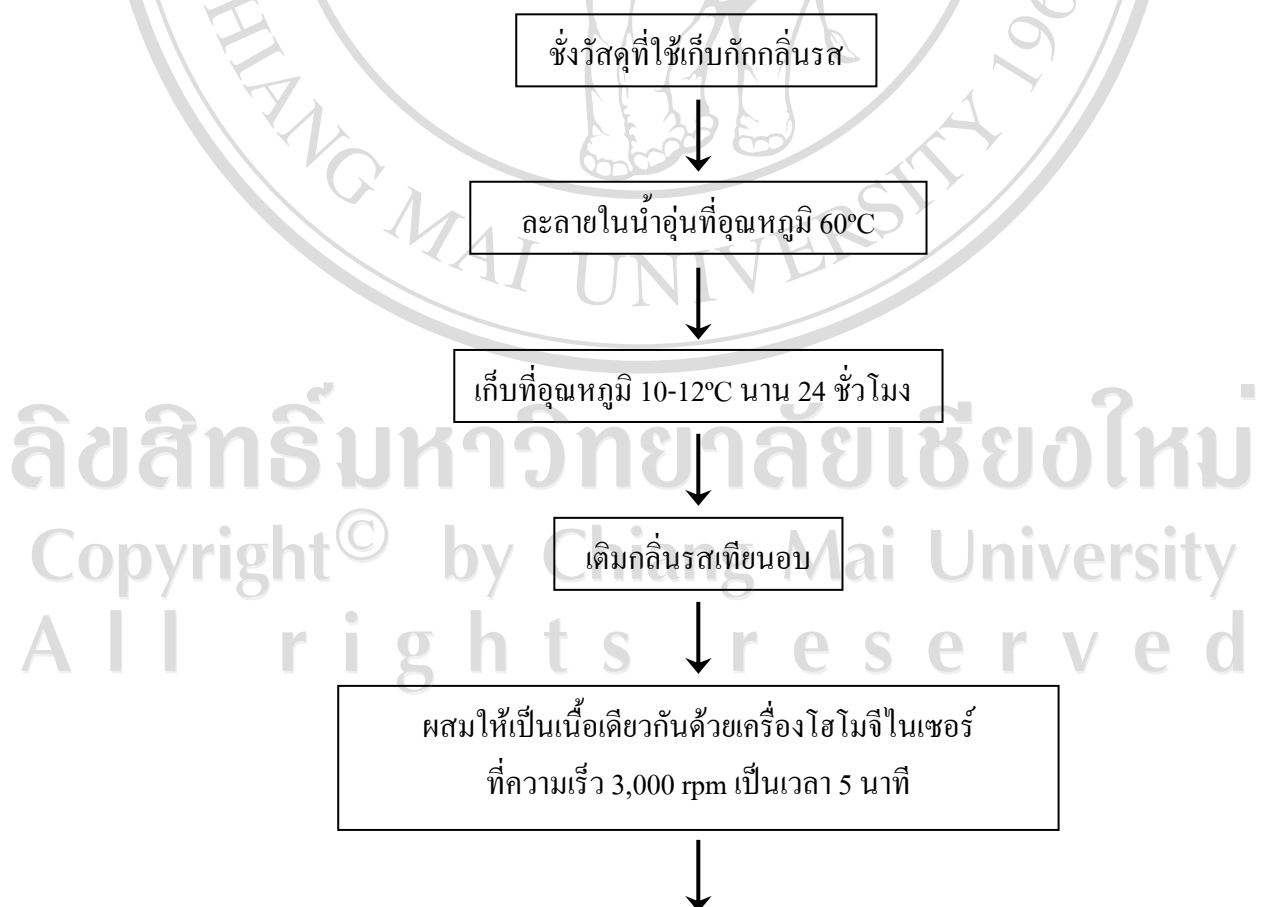 ชั่งวัสดุที่ใช้เก็บกักกลิ่นรส
ละลายในน้ำอุ่นที่อุณหภูมิ 60ºC
เก็บที่อุณหภูมิ 10-12ºC นาน 24 ชั่วโมง
เติมกลิ่นรสเทียนอบ
ผสมให้เป็นเนื้อเดียวกันด้วยเครื่องโฮโมจีไนเซอร์
ที่ความเร็ว 3,000 rpm เป็นเวลา 5 นาที
MAI UNIVERSITY
ลิขสิทธิ์มหาวิทยาลัยเชียงใหม่
Copyright© by Chiang Mai University
All rights reserved